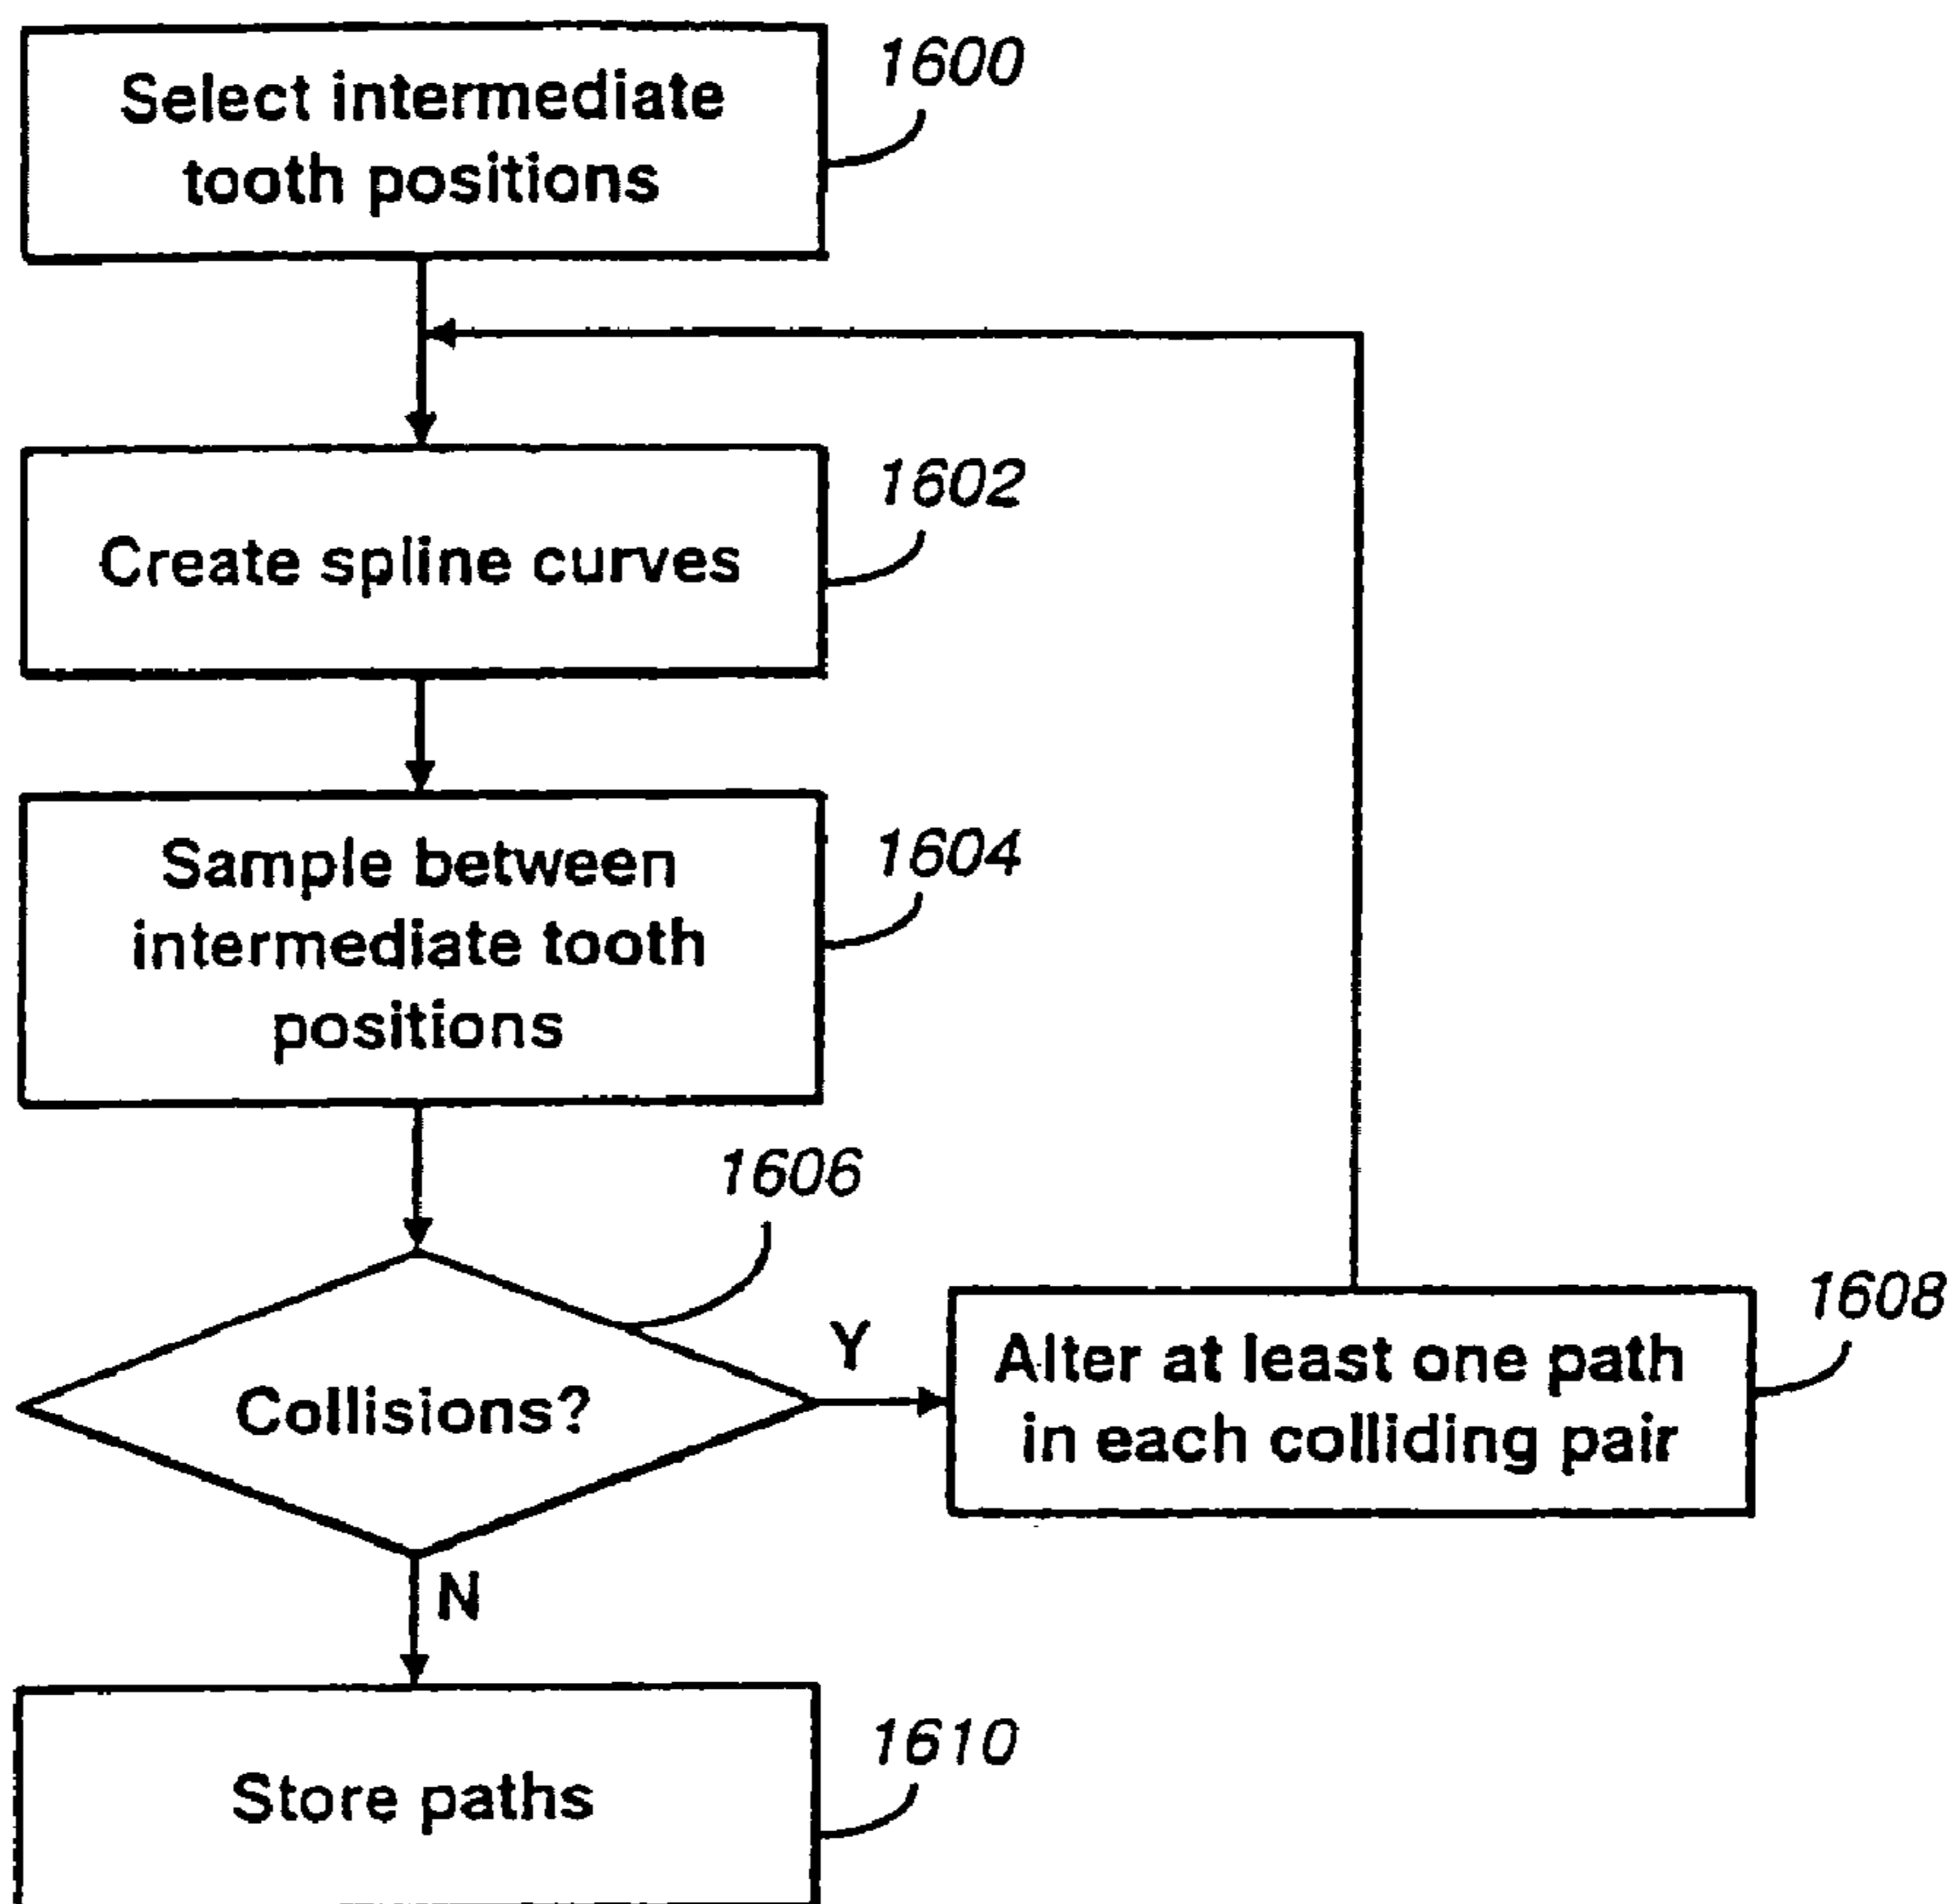 Select intermediate
tooth positions
1600
Create spline curves
1602
Sample between
intermediate tooth
positions
1604
1606
Collisions?
Y
Alter at least one path
in each colliding pair
1608
N
Store paths
1610